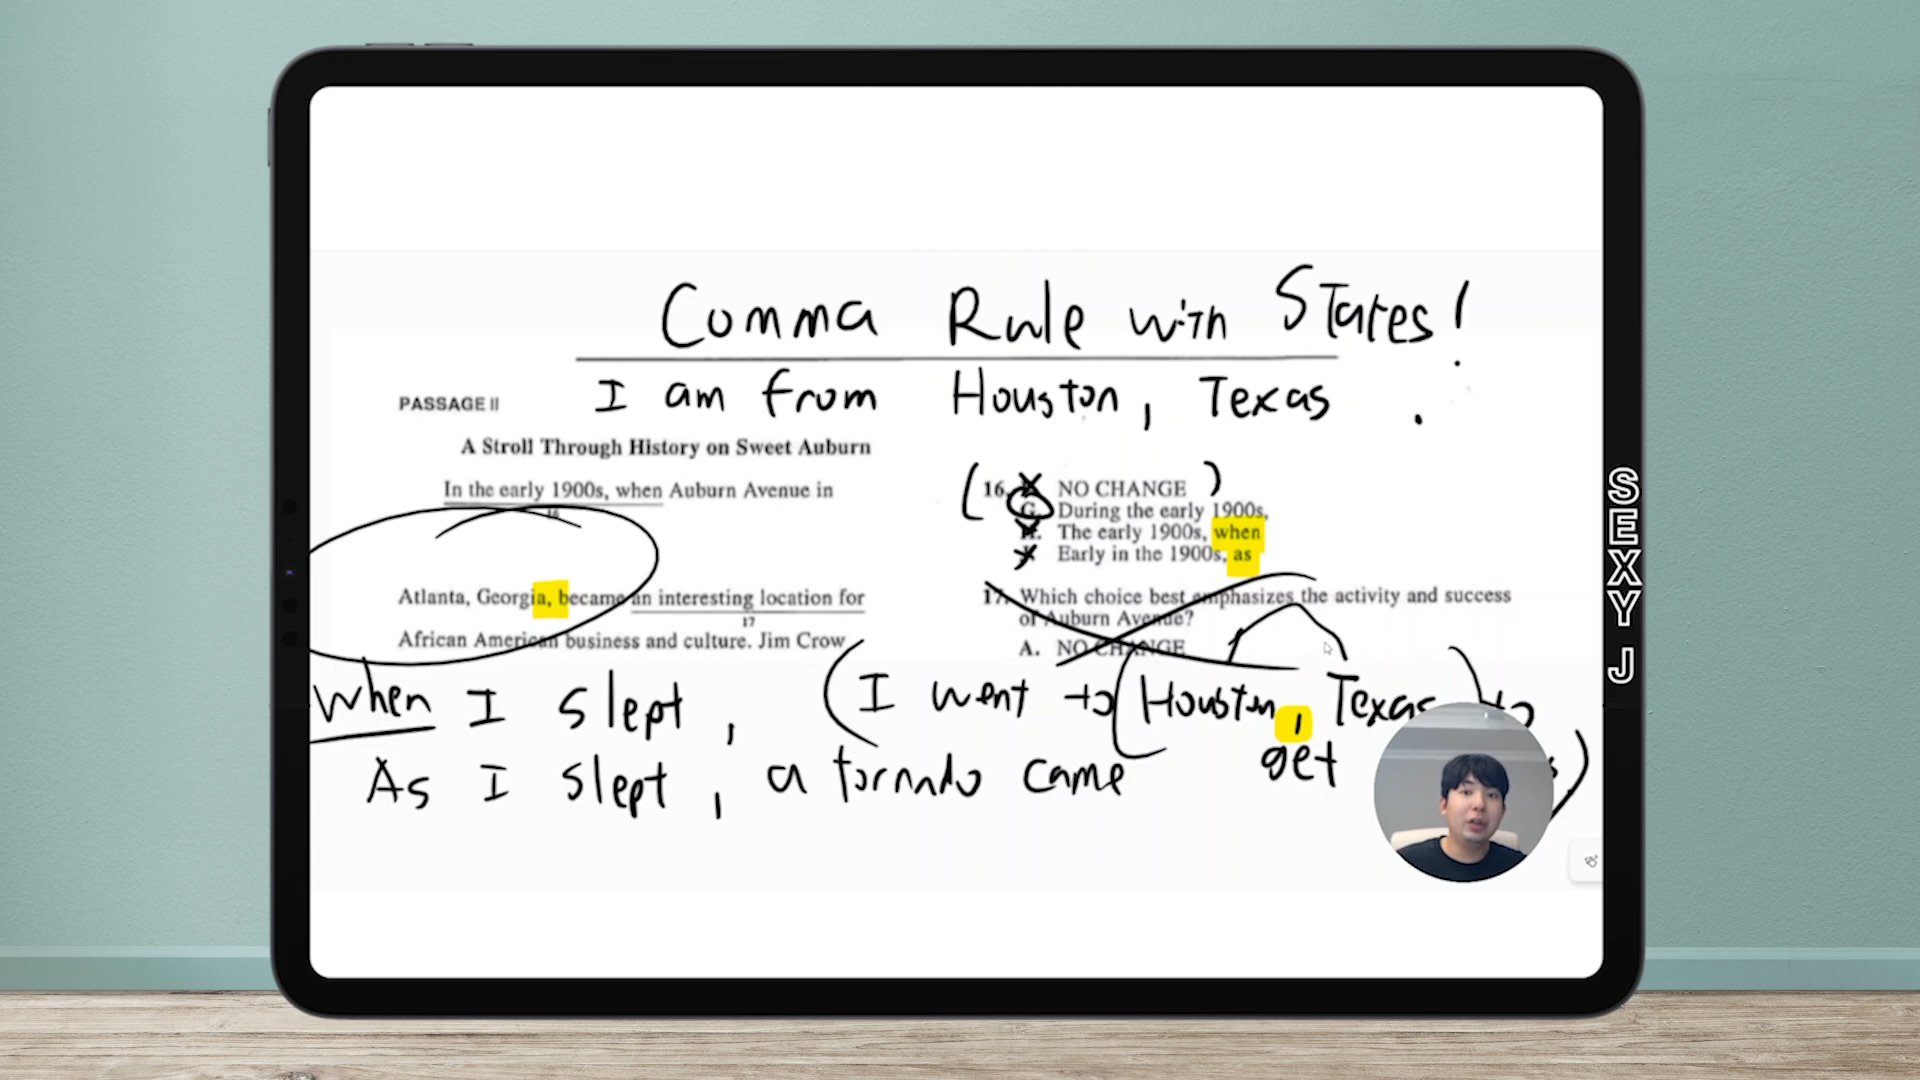 Comma Rule with States!
I am from Houston, Texas.
PASSAGE II
A Stroll Through History on Sweet Auburn
In the early 1900s, when Auburn Avenue in
16
Atlanta, Georgia, became an interesting location for
17
African American business and culture. Jim Crow
(16. NO CHANGE)
G. During the early 1900s,
The early 1900s, when
Early in the 1900s, as
17. Which choice best emphasizes the activity and success
of Auburn Avenue?
A. NO CHANGE
When I slept, (I went to (Houston, Texas) to
get
As I slept, a tornado came
SEXY J